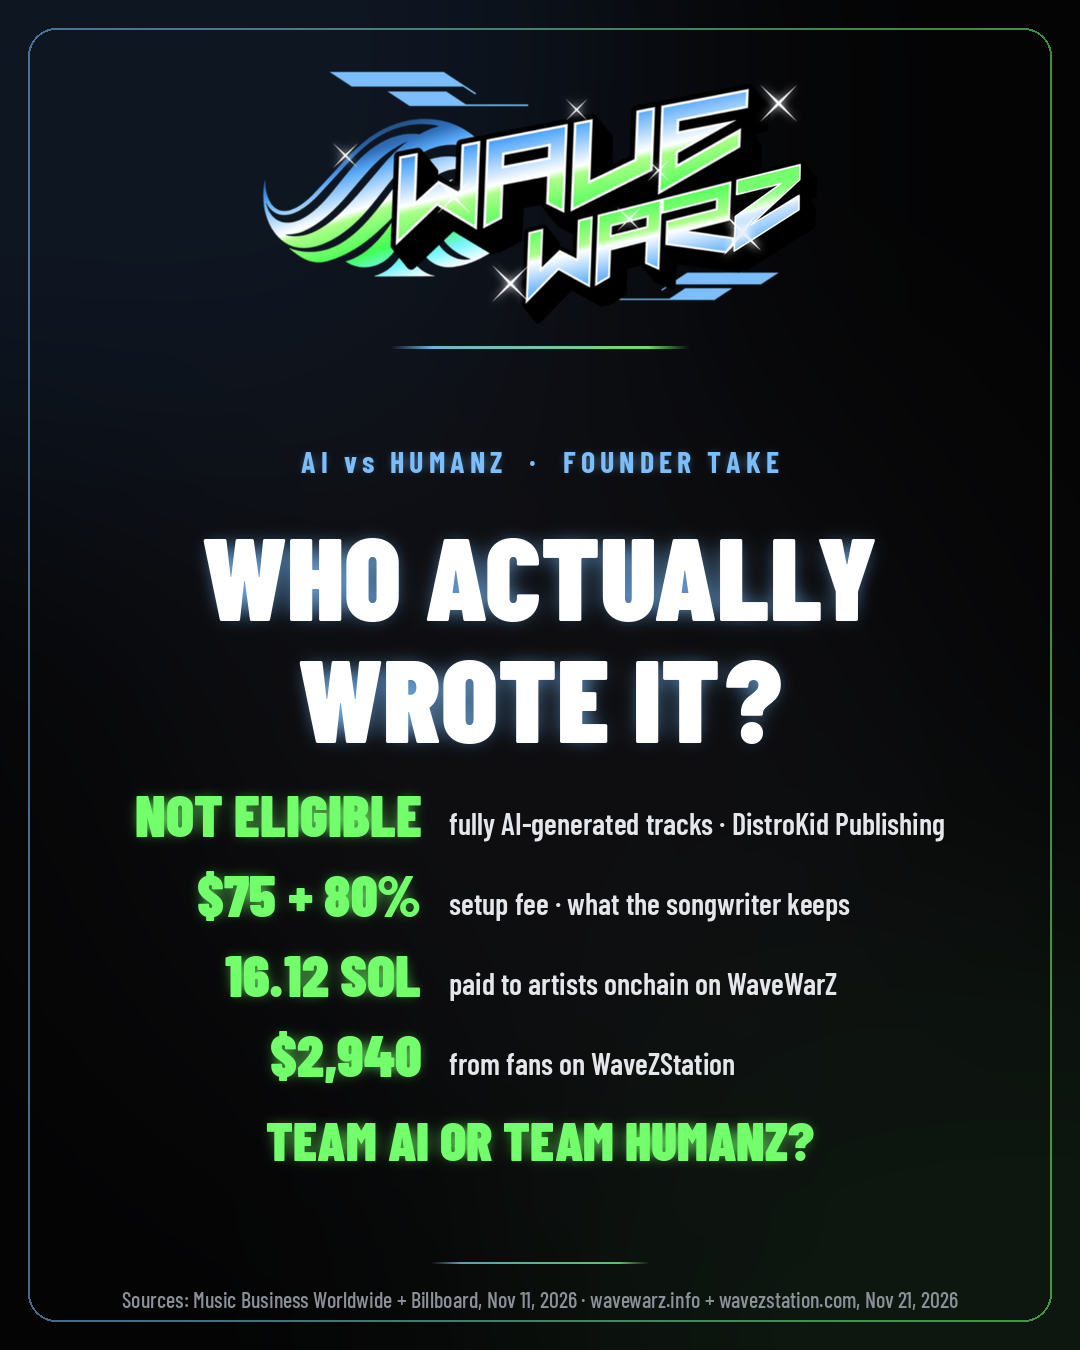 WAVE
WARZ
AI vs HUMANZ · FOUNDER TAKE
WHO ACTUALLY
WROTE IT?
NOT ELIGIBLE fully AI-generated tracks · DistroKid Publishing
$75 + 80% setup fee · what the songwriter keeps
16.12 SOL paid to artists onchain on WaveWarZ
$2,940 from fans on WaveZStation
TEAM AI OR TEAM HUMANZ?
Sources: Music Business Worldwide + Billboard, Nov 11, 2026 · wavewarz.info + wavezstation.com, Nov 21, 2026